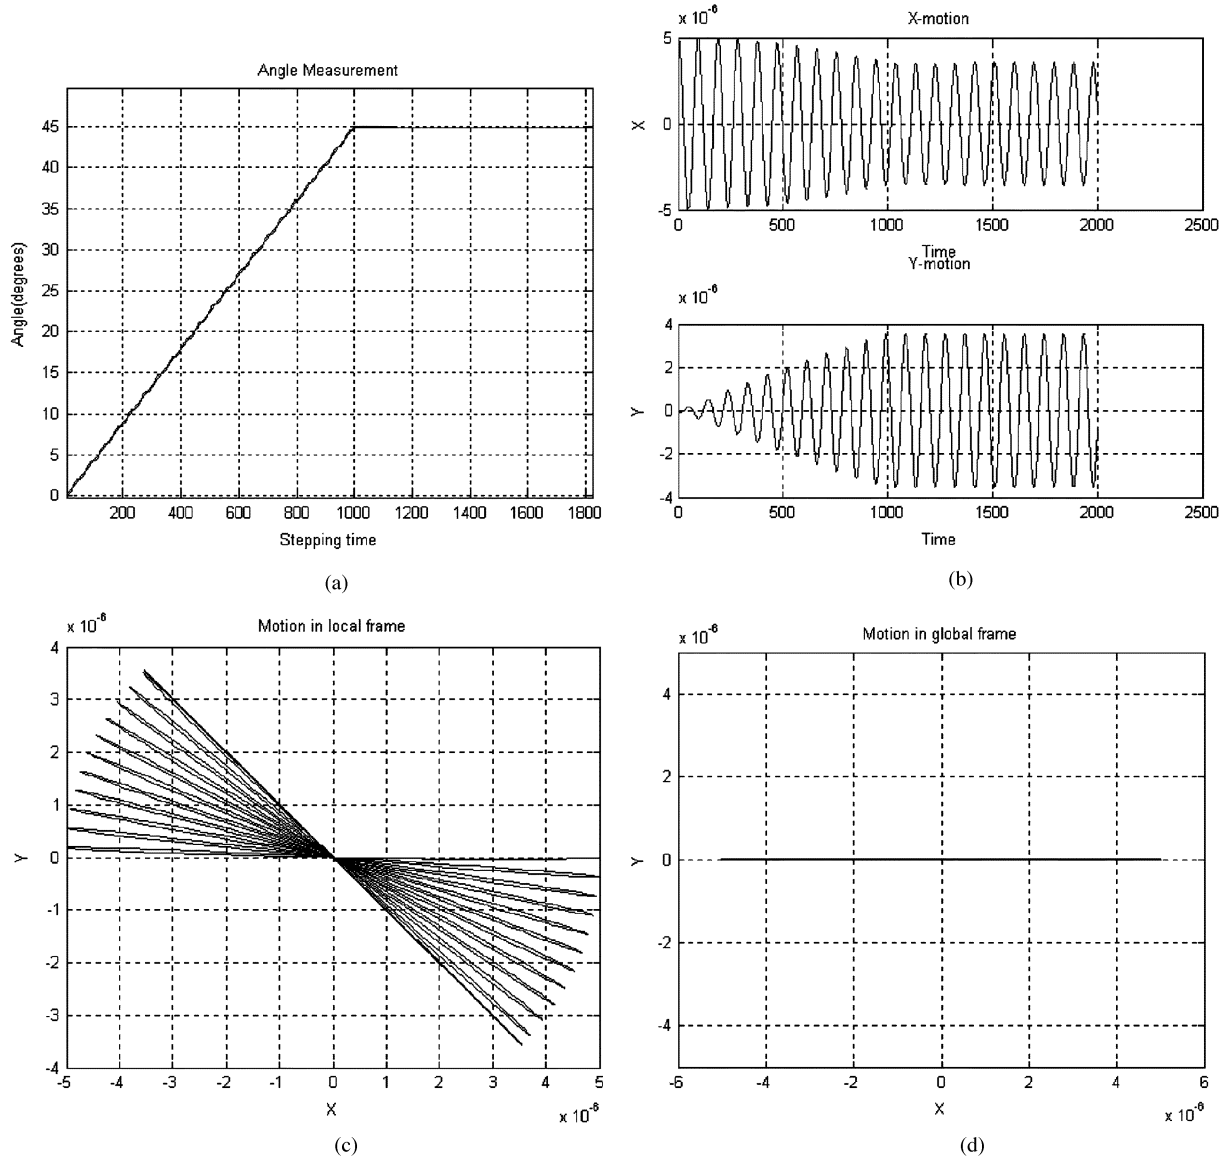 Angle Measurement
45
40
35
30
25
20
15
10
5
0
200 400 600 800 1000 1200 1400 1600 1800
Angle(degrees)
Stepping time
(a)
x 10-6
X-motion
5
0
-5
X
0 500 1000 1500 2000 2500
Time
Y-motion
x 10-6
4
2
0
-2
-4
Y
0 500 1000 1500 2000 2500
Time
(b)
x 10-6
Motion in local frame
4
3
2
1
0
-1
-2
-3
-4
Y
-5 -4 -3 -2 -1 0 1 2 3 4 5
X
x 10-6
(c)
x 10-6
Motion in global frame
4
2
0
-2
-4
Y
-6 -4 -2 0 2 4 6
X
x 10-6
(d)